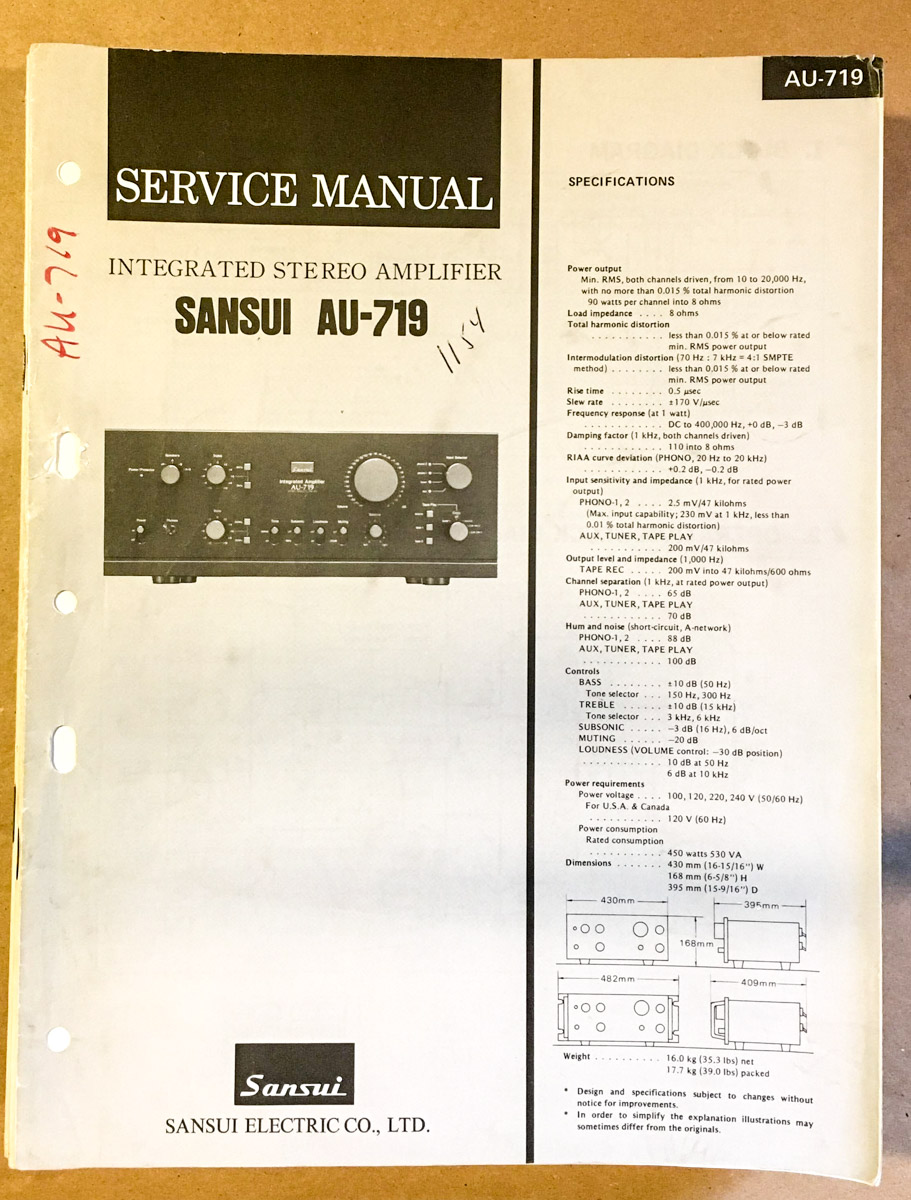 AU-719
SERVICE MANUAL
AU-719
INTEGRATED STEREO AMPLIFIER
SANSUI AU-719
1154
Sansui
Integrated Amplifier
AU-719
Sansui
SANSUI ELECTRIC CO., LTD.
SPECIFICATIONS
Power output
Min. RMS, both channels driven, from 10 to 20,000 Hz,
with no more than 0.015 % total harmonic distortion
90 watts per channel into 8 ohms
Load impedance . . . . 8 ohms
Total harmonic distortion
. . . . . . . . . . . . less than 0.015 % at or below rated
min. RMS power output
Intermodulation distortion (70 Hz : 7 kHz = 4:1 SMPTE
method) . . . . . . . . less than 0.015 % at or below rated
min. RMS power output
Rise time . . . . . . . . 0.5 μsec
Slew rate . . . . . . . . ±170 V/μsec
Frequency response (at 1 watt)
. . . . . . . . . . . . DC to 400,000 Hz, +0 dB, −3 dB
Damping factor (1 kHz, both channels driven)
. . . . . . . . . . . . 110 into 8 ohms
RIAA curve deviation (PHONO, 20 Hz to 20 kHz)
. . . . . . . . . . . . +0.2 dB, −0.2 dB
Input sensitivity and impedance (1 kHz, for rated power
output)
PHONO-1, 2 . . . . 2.5 mV/47 kilohms
(Max. input capability; 230 mV at 1 kHz, less than
0.01 % total harmonic distortion)
AUX, TUNER, TAPE PLAY
. . . . . . . . . . . 200 mV/47 kilohms
Output level and impedance (1,000 Hz)
TAPE REC . . . . . 200 mV into 47 kilohms/600 ohms
Channel separation (1 kHz, at rated power output)
PHONO-1, 2 . . . . 65 dB
AUX, TUNER, TAPE PLAY
. . . . . . . . . . . . 70 dB
Hum and noise (short-circuit, A-network)
PHONO-1, 2 . . . . 88 dB
AUX, TUNER, TAPE PLAY
. . . . . . . . . . . . 100 dB
Controls
BASS . . . . . . . . ±10 dB (50 Hz)
Tone selector . . . 150 Hz, 300 Hz
TREBLE . . . . . . ±10 dB (15 kHz)
Tone selector . . . 3 kHz, 6 kHz
SUBSONIC . . . . . −3 dB (16 Hz), 6 dB/oct
MUTING . . . . . . −20 dB
LOUDNESS (VOLUME control: −30 dB position)
. . . . . . . . . . . . 10 dB at 50 Hz
6 dB at 10 kHz
Power requirements
Power voltage . . . . 100, 120, 220, 240 V (50/60 Hz)
For U.S.A. & Canada
. . . . . . . . . . . 120 V (60 Hz)
Power consumption
Rated consumption
. . . . . . . . . . . 450 watts 530 VA
Dimensions . . . . . . . 430 mm (16-15/16") W
168 mm (6-5/8") H
395 mm (15-9/16") D
430mm
395mm
168mm
482mm
409mm
Weight . . . . . . . . . . 16.0 kg (35.3 lbs) net
17.7 kg (39.0 lbs) packed
* Design and specifications subject to changes without
notice for improvements.
* In order to simplify the explanation illustrations may
sometimes differ from the originals.